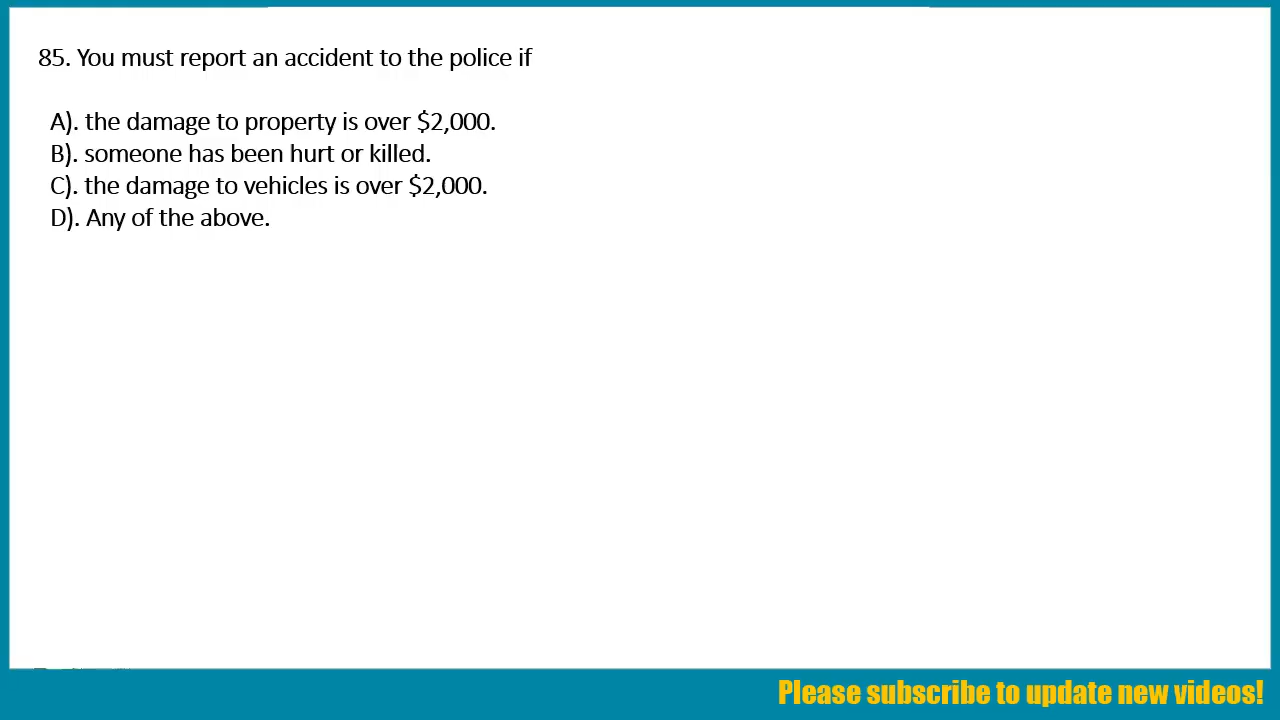 85. You must report an accident to the police if
A). the damage to property is over $2,000.
B). someone has been hurt or killed.
C). the damage to vehicles is over $2,000.
D). Any of the above.
Please subscribe to update new videos!